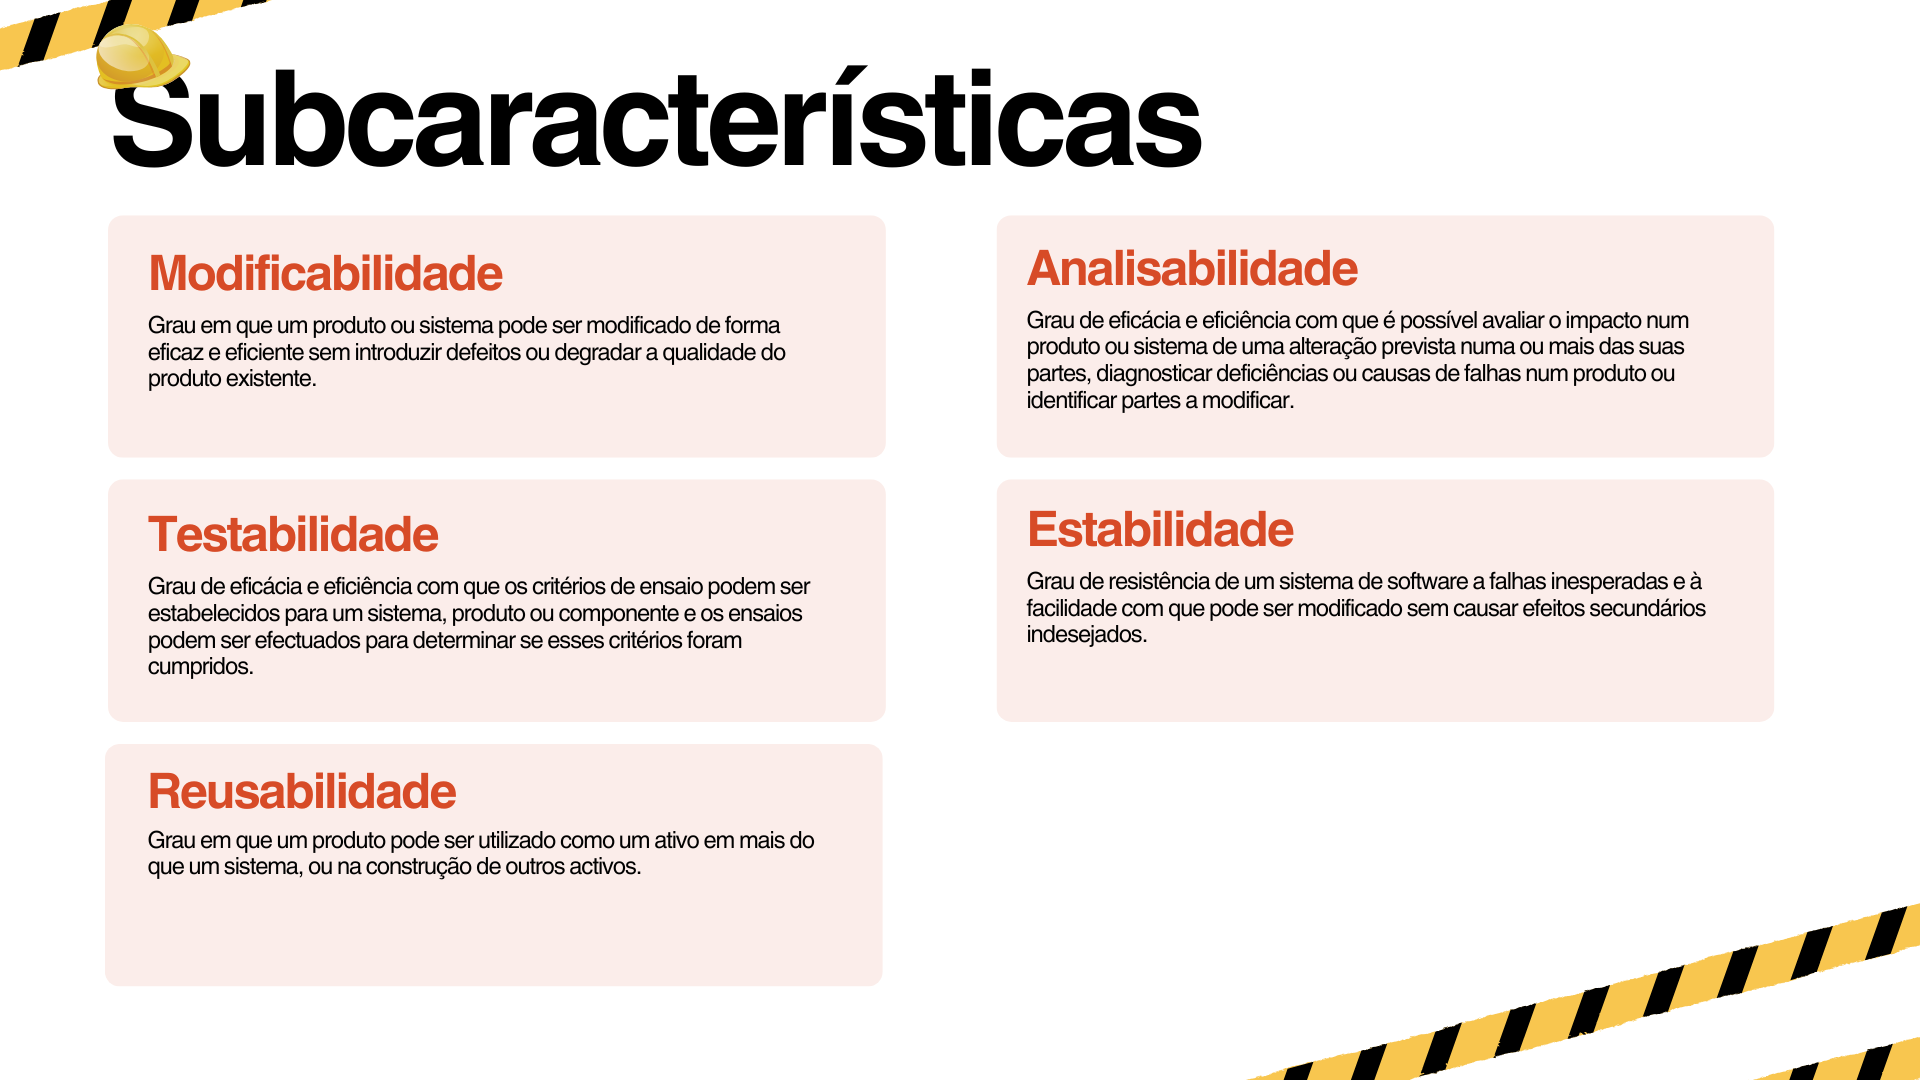 Subcaracterísticas
Modificabilidade
Grau em que um produto ou sistema pode ser modificado de forma
eficaz e eficiente sem introduzir defeitos ou degradar a qualidade do
produto existente.
Analisabilidade
Grau de eficácia e eficiência com que é possível avaliar o impacto num
produto ou sistema de uma alteração prevista numa ou mais das suas
partes, diagnosticar deficiências ou causas de falhas num produto ou
identificar partes a modificar.
Testabilidade
Grau de eficácia e eficiência com que os critérios de ensaio podem ser
estabelecidos para um sistema, produto ou componente e os ensaios
podem ser efectuados para determinar se esses critérios foram
cumpridos.
Estabilidade
Grau de resistência de um sistema de software a falhas inesperadas e à
facilidade com que pode ser modificado sem causar efeitos secundários
indesejados.
Reusabilidade
Grau em que um produto pode ser utilizado como um ativo em mais do
que um sistema, ou na construção de outros activos.